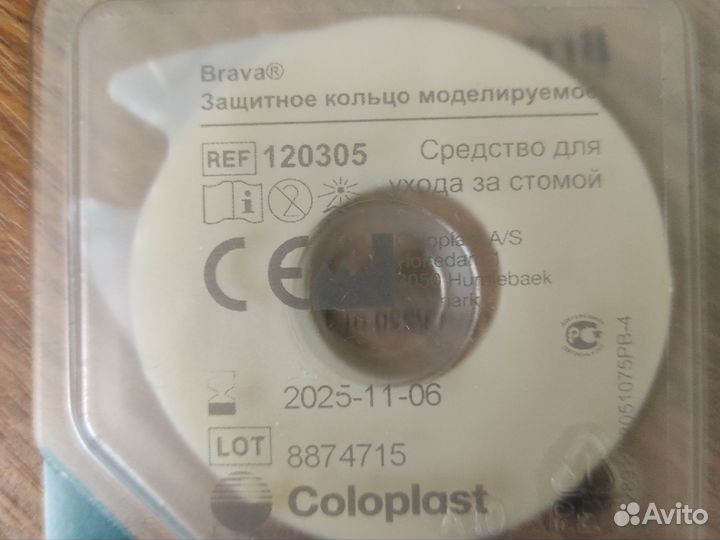 Brava®
Защитное кольцо моделируемое
REF 120305
Средство для
ухода за стомой
CE
A/S
Humlebaek
2025-11-06
LOT 8874715
Coloplast
Avito